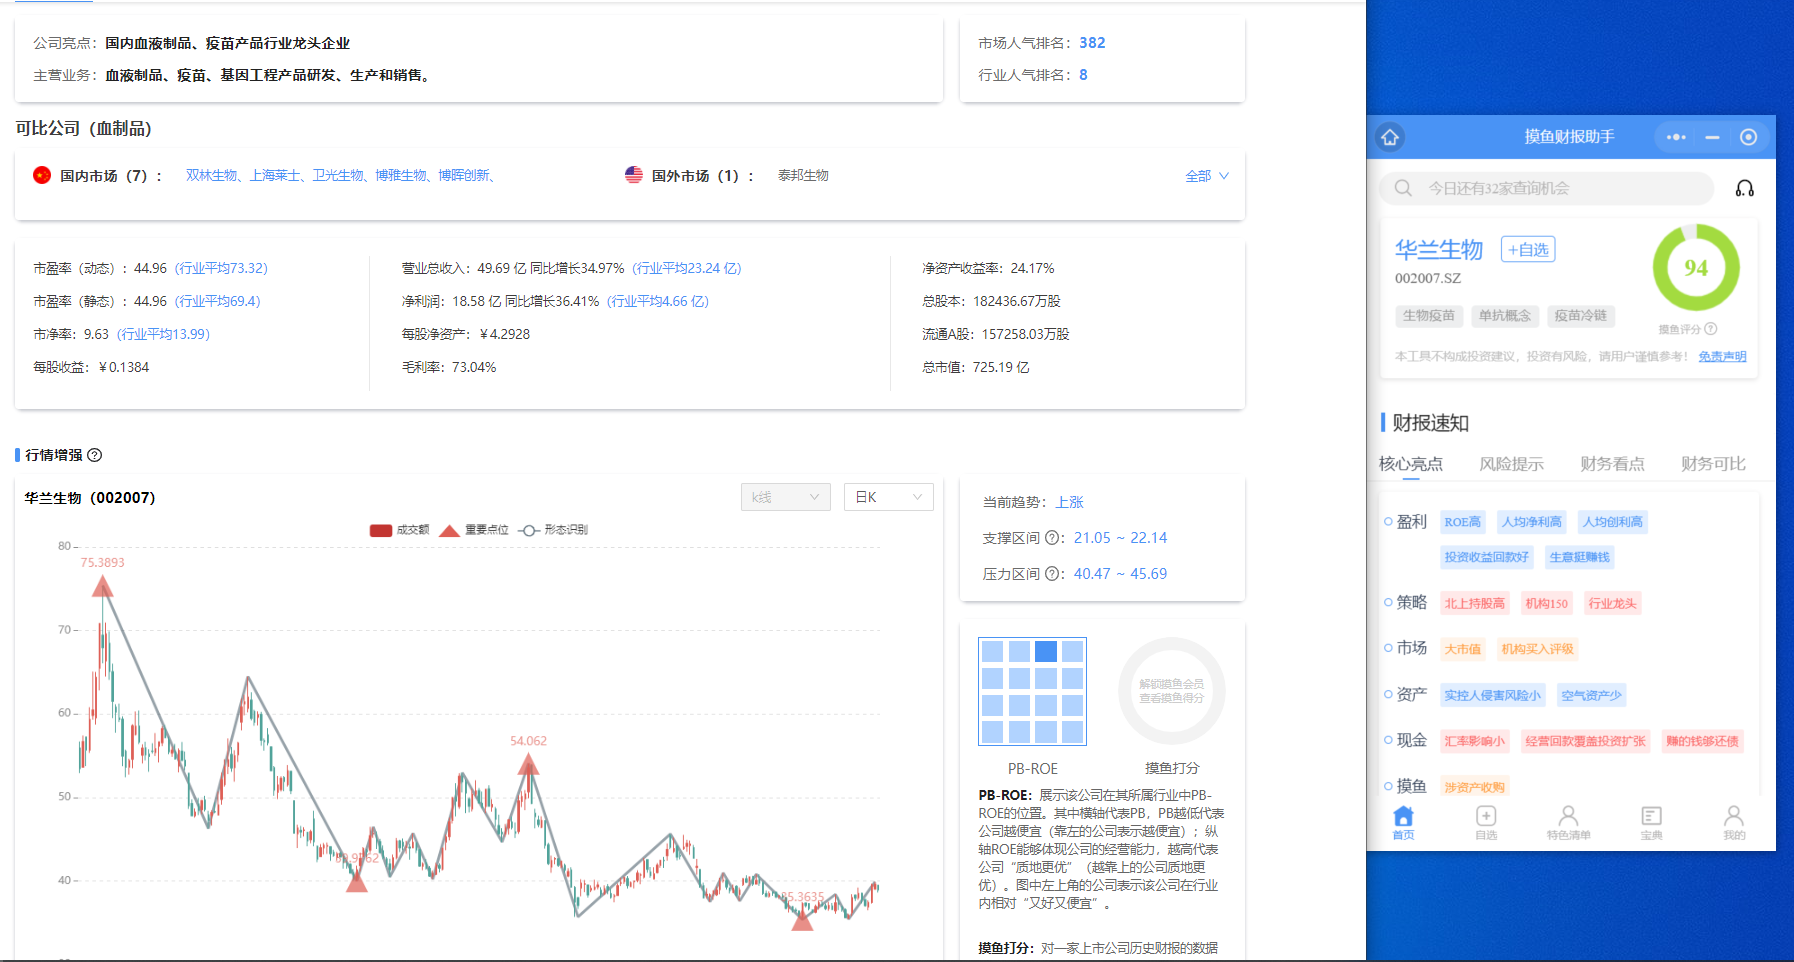 公司亮点：国内血液制品、疫苗产品行业龙头企业
主营业务：血液制品、疫苗、基因工程产品研发、生产和销售。
市场人气排名：382
行业人气排名：8
可比公司（血制品）
国内市场（7）：双林生物、上海莱士、卫光生物、博雅生物、博晖创新、
国外市场（1）：泰邦生物
全部
市盈率（动态）：44.96（行业平均73.32）
市盈率（静态）：44.96（行业平均69.4）
市净率：9.63（行业平均13.99）
每股收益：￥0.1384
营业总收入：49.69 亿 同比增长34.97%（行业平均23.24 亿）
净利润：18.58 亿 同比增长36.41%（行业平均4.66 亿）
每股净资产：￥4.2928
毛利率：73.04%
净资产收益率：24.17%
总股本：182436.67万股
流通A股：157258.03万股
总市值：725.19 亿
行情增强 ?
华兰生物（002007）
k线
日K
成交额
重要点位
形态识别
80
75.3893
70
60
54.062
50
40
35.3635
当前趋势：上涨
支撑区间?：21.05 ~ 22.14
压力区间?：40.47 ~ 45.69
解锁摸鱼会员
查看摸鱼得分
PB-ROE
摸鱼打分
PB-ROE：展示该公司在其所属行业中PB-
ROE的位置。其中横轴代表PB，PB越低代表
公司越便宜（靠左的公司表示越便宜）；纵
轴ROE能够体现公司的经营能力，越高代表
公司“质地更优”（越靠上的公司质地更
优）。图中左上角的公司表示该公司在行业
内相对“又好又便宜”。
摸鱼打分：对一家上市公司历史财报的数据
摸鱼财报助手
今日还有32家查询机会
华兰生物
+自选
002007.SZ
94
生物疫苗
单抗概念
疫苗冷链
摸鱼评分?
本工具不构成投资建议，投资有风险，请用户谨慎参考！ 免责声明
财报速知
核心亮点
风险提示
财务看点
财务可比
盈利 ROE高 人均净利高 人均创利高
投资收益回款好 生意挺赚钱
策略 北上持股高 机构150 行业龙头
市场 大市值 机构买入评级
资产 实控人侵害风险小 空气资产少
现金 汇率影响小 经营回款覆盖投资扩张 赚的钱够还债
摸鱼 涉资产收购
首页
自选
特色清单
宝典
我的